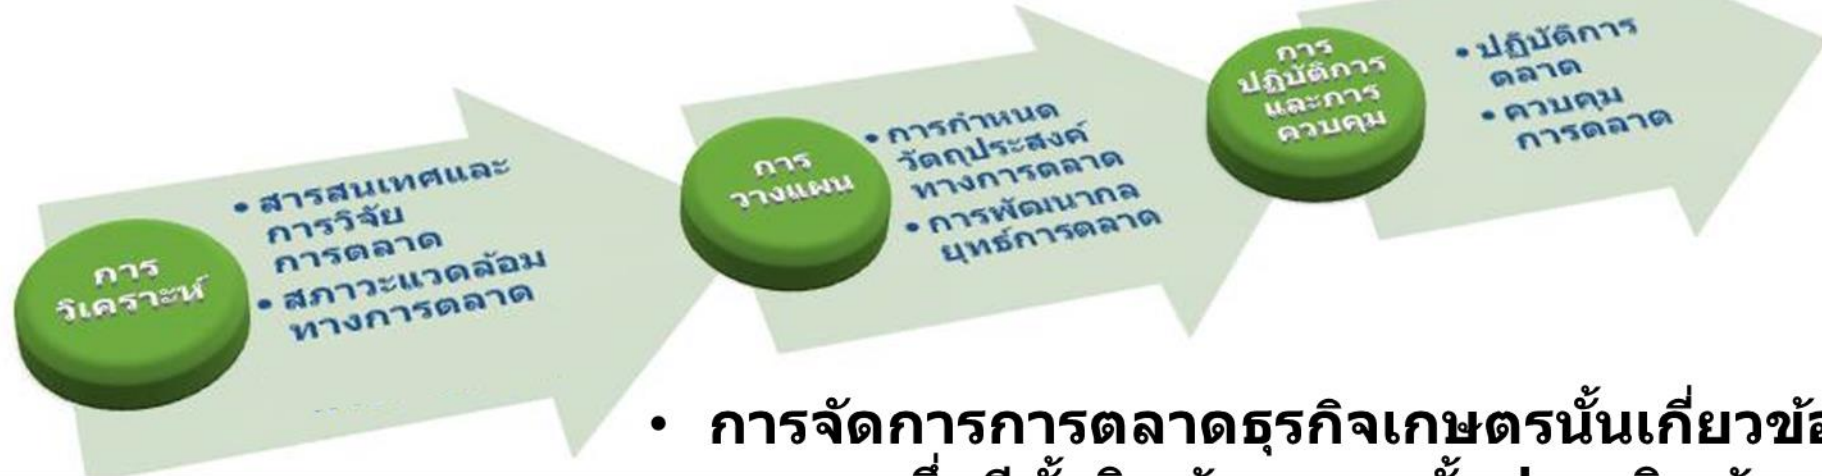 การ
วิเคราะห์
• สารสนเทศและ
การวิจัย
การตลาด
• สภาวะแวดล้อม
ทางการตลาด
การ
วางแผน
• การกำหนด
วัตถุประสงค์
ทางการตลาด
• การพัฒนากล
ยุทธ์การตลาด
การ
ปฏิบัติการ
และการ
ควบคุม
• ปฏิบัติการ
ตลาด
• ควบคุม
การตลาด
• การจัดการการตลาดธุรกิจเกษตรนั้นเกี่ยวข้อ